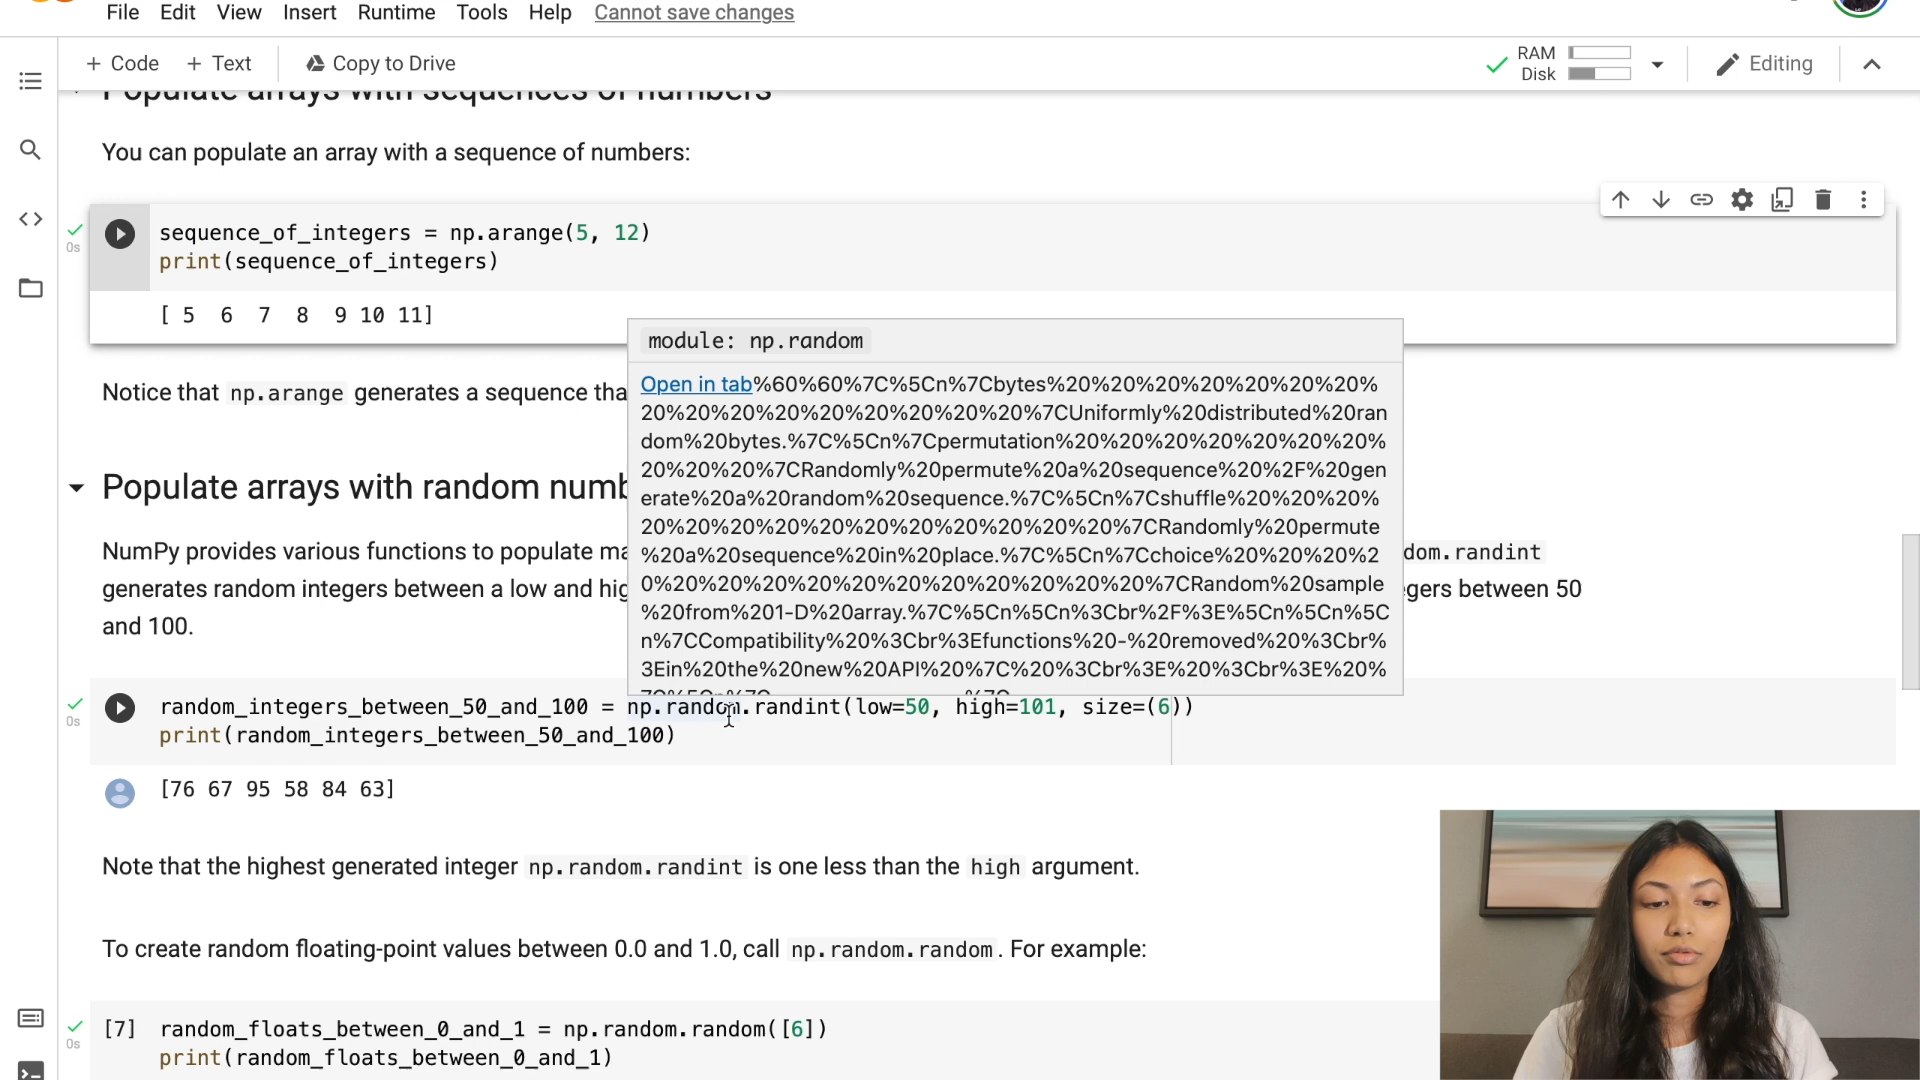 File Edit View Insert Runtime Tools Help Cannot save changes
+ Code + Text Copy to Drive
RAM
Disk
Editing
Populate arrays with sequences of numbers
You can populate an array with a sequence of numbers:
0s
sequence_of_integers = np.arange(5, 12)
print(sequence_of_integers)
[ 5  6  7  8  9 10 11]
Notice that np.arange generates a sequence tha
module: np.random
Open in tab%60%60%7C%5Cn%7Cbytes%20%20%20%20%20%20%20%20%
20%20%20%20%20%20%20%20%20%20%7CUniformly%20distributed%20ran
dom%20bytes.%7C%5Cn%7Cpermutation%20%20%20%20%20%20%20%
20%20%20%7CRandomly%20permute%20a%20sequence%20%2F%20gen
erate%20a%20random%20sequence.%7C%5Cn%7Cshuffle%20%20%20%
20%20%20%20%20%20%20%20%20%20%20%20%7CRandomly%20permute
%20a%20sequence%20in%20place.%7C%5Cn%7Cchoice%20%20%20%2
0%20%20%20%20%20%20%20%20%20%20%20%20%7CRandom%20sample
%20from%201-D%20array.%7C%5Cn%5Cn%3Cbr%2F%3E%5Cn%5Cn%5C
n%7CCompatibility%20%3Cbr%3Efunctions%20-%20removed%20%3Cbr%
3Ein%20the%20new%20API%20%7C%20%3Cbr%3E%20%3Cbr%3E%20%
Populate arrays with random numb
NumPy provides various functions to populate ma dom.randint
generates random integers between a low and hig gers between 50
and 100.
0s
random_integers_between_50_and_100 = np.random.randint(low=50, high=101, size=(6))
print(random_integers_between_50_and_100)
[76 67 95 58 84 63]
Note that the highest generated integer np.random.randint is one less than the high argument.
To create random floating-point values between 0.0 and 1.0, call np.random.random. For example:
0s
[7] random_floats_between_0_and_1 = np.random.random([6])
print(random_floats_between_0_and_1)